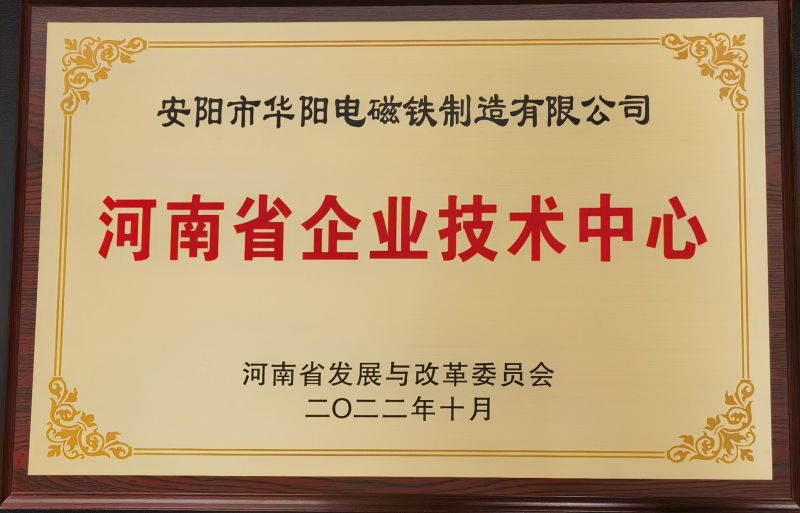 安阳市华阳电磁铁制造有限公司
河南省企业技术中心
河南省发展与改革委员会
二〇二二年十月